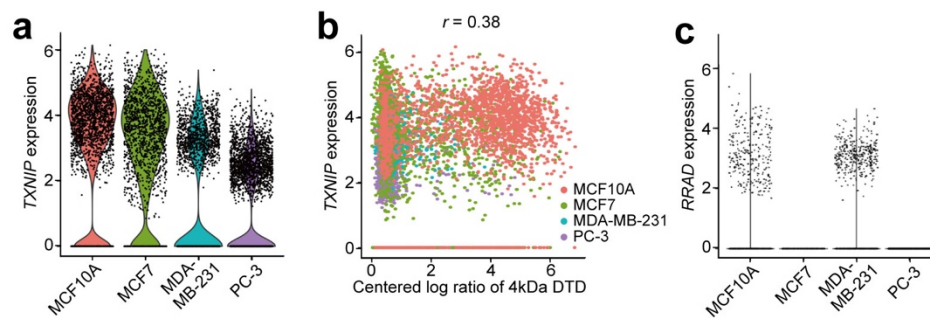 a
TXNIP expression
6
4
2
0
MCF10A
MCF7
MDA-
MB-231
PC-3
b
r = 0.38
TXNIP expression
6
4
2
0
0
2
4
6
MCF10A
MCF7
MDA-MB-231
PC-3
Centered log ratio of 4kDa DTD
c
RRAD expression
6
4
2
0
MCF10A
MCF7
MDA-
MB-231
PC-3